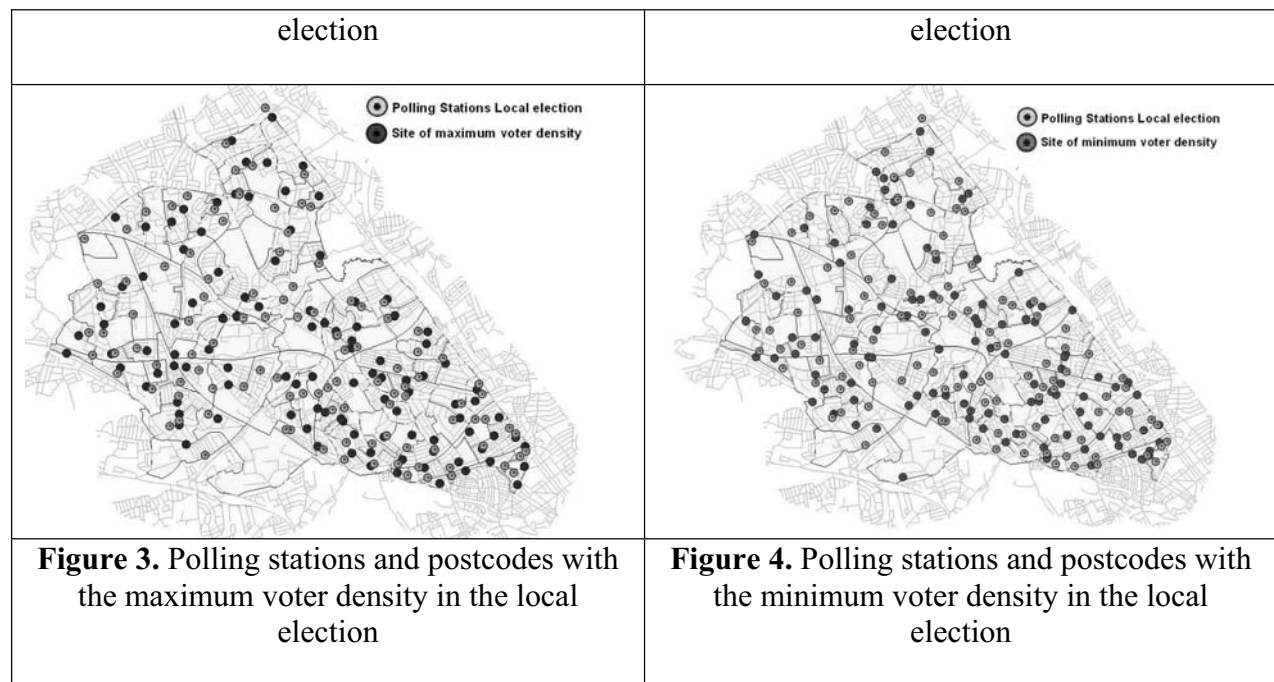 election
election
Polling Stations Local election
Site of maximum voter density
Polling Stations Local election
Site of minimum voter density
Figure 3. Polling stations and postcodes with
the maximum voter density in the local
election
Figure 4. Polling stations and postcodes with
the minimum voter density in the local
election